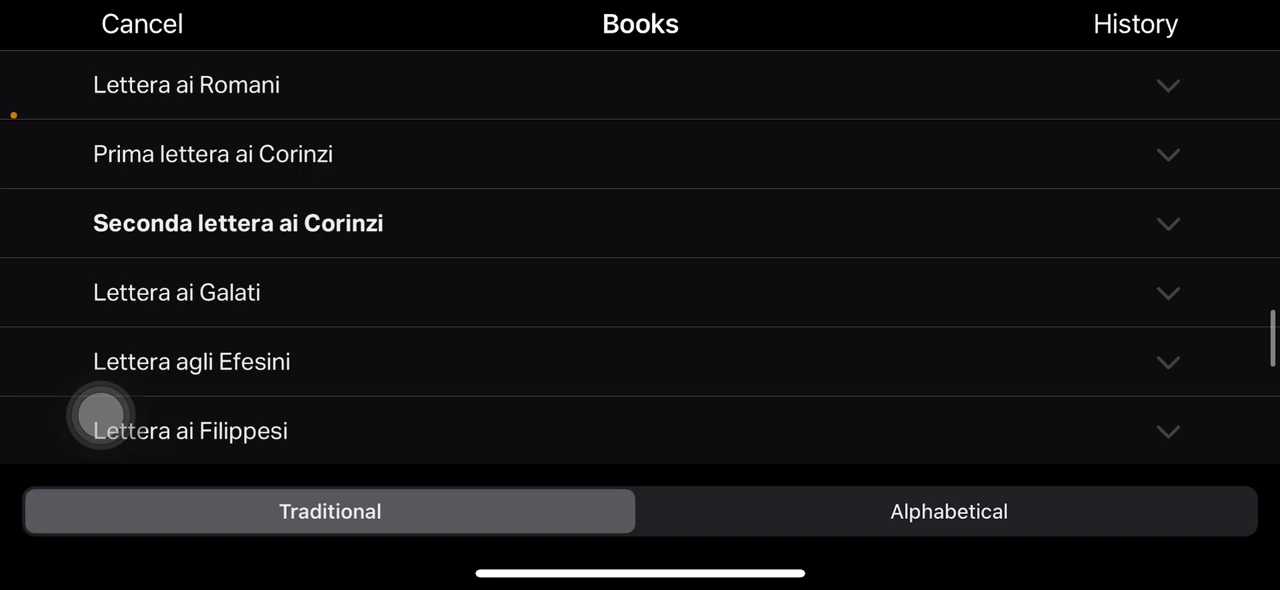 Cancel Books History
Lettera ai Romani
Prima lettera ai Corinzi
Seconda lettera ai Corinzi
Lettera ai Galati
Lettera agli Efesini
Lettera ai Filippesi
Traditional Alphabetical